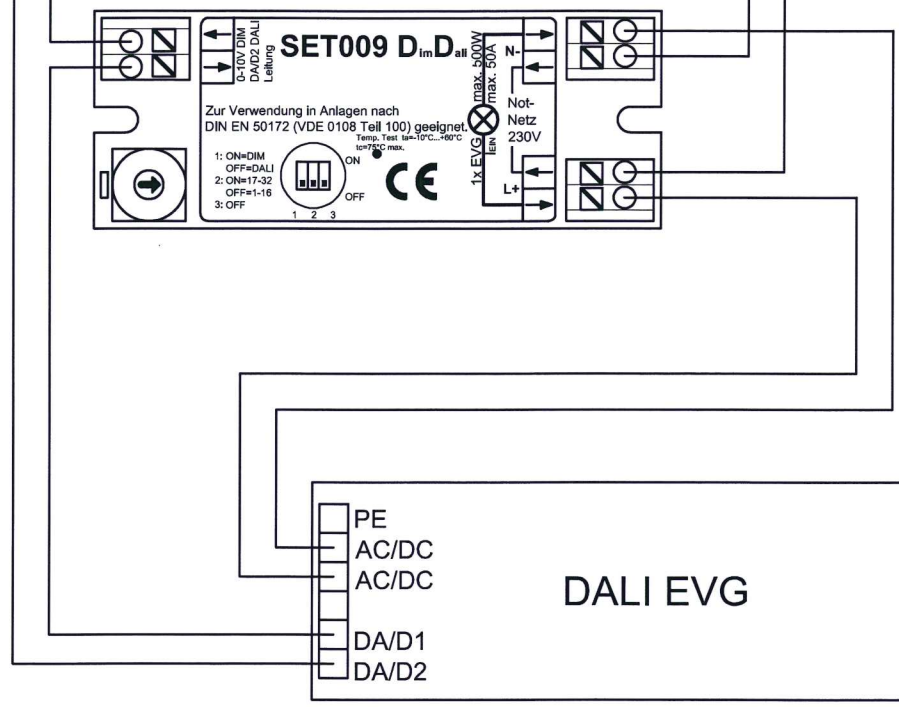 0-10V DIM
DA/D2 DALI
Leitung
SET009 DimDali
Zur Verwendung in Anlagen nach
DIN EN 50172 (VDE 0108 Teil 100) geeignet.
Temp. Test ta=-10°C...+60°C
tc=75°C max.
1: ON=DIM
OFF=DALI
2: ON=17-32
OFF=1-16
3: OFF
ON
OFF
1 2 3
CE
1x EVG max. 500W
IEIN max. 50A
N-
Not-
Netz
230V
L+
PE
AC/DC
AC/DC
DA/D1
DA/D2
DALI EVG